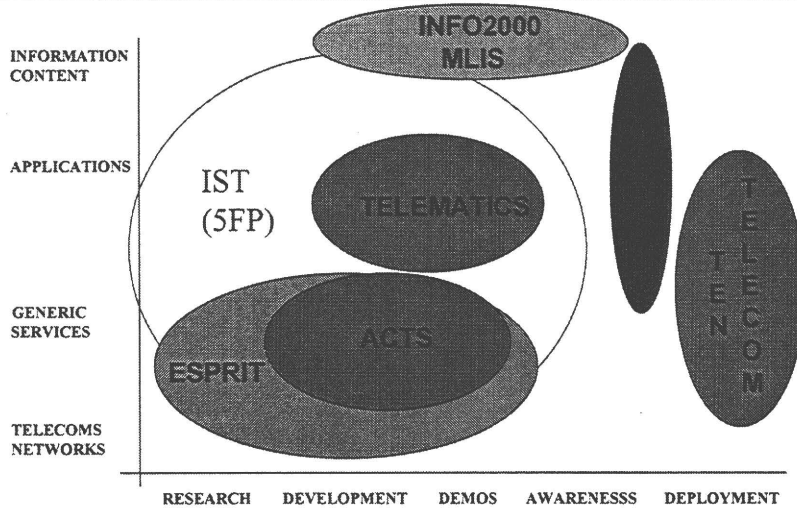 INFO2000
MLIS
INFORMATION
CONTENT
APPLICATIONS
IST
(5FP)
TELEMATICS
TEN
TELECOM
GENERIC
SERVICES
ACTS
ESPRIT
TELECOMS
NETWORKS
RESEARCH DEVELOPMENT DEMOS AWARENESSS DEPLOYMENT